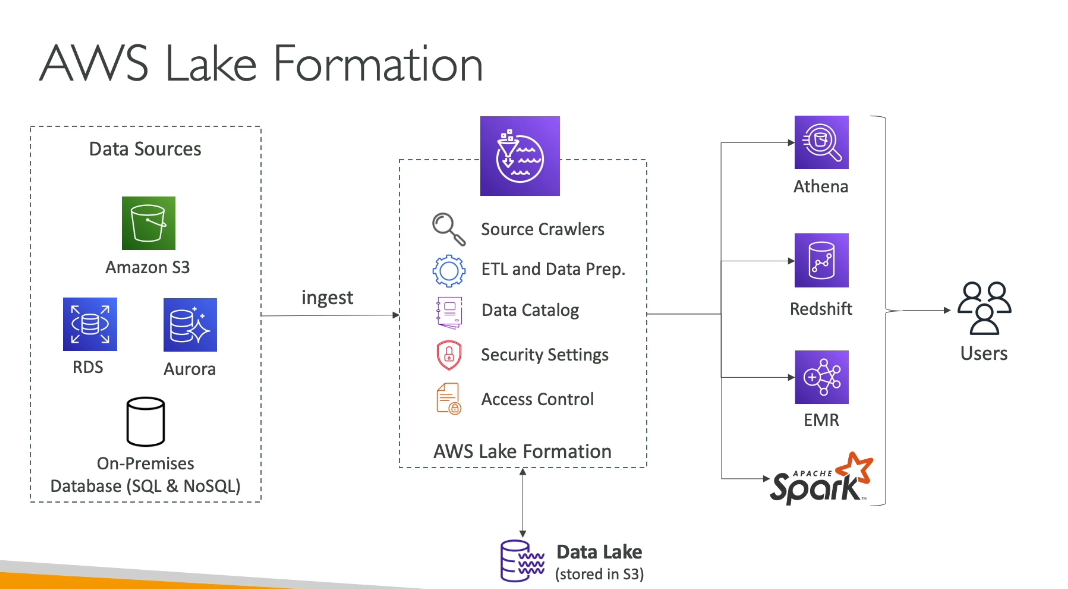 AWS Lake Formation
Data Sources
Amazon S3
RDS
Aurora
On-Premises
Database (SQL & NoSQL)
ingest
Source Crawlers
ETL and Data Prep.
Data Catalog
Security Settings
Access Control
AWS Lake Formation
Data Lake
(stored in S3)
Athena
Redshift
EMR
APACHE
Spark™
Users